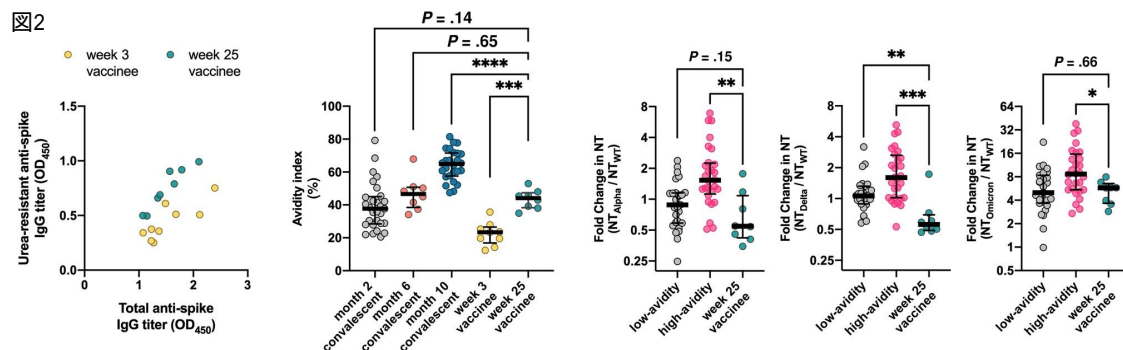 図2
week 3
vaccinee
week 25
vaccinee
Urea-resistant anti-spike
IgG titer (OD450)
1.5
1.0
0.5
0.0
0
1
2
3
Total anti-spike
IgG titer (OD450)
P = .14
P = .65
****
***
Avidity index
(%)
100
80
60
40
20
0
month 2
convalescent
month 6
convalescent
month 10
convalescent
week 3
vaccinee
week 25
vaccinee
P = .15
**
Fold Change in NT
(NTAlpha / NTWT)
8
4
2
1
0.5
0.25
low-avidity
high-avidity
week 25
vaccinee
**
***
Fold Change in NT
(NTDelta / NTWT)
8
4
2
1
0.5
0.25
low-avidity
high-avidity
week 25
vaccinee
P = .66
*
Fold Change in NT
(NTOmicron / NTWT)
64
32
16
8
4
2
1
0.5
low-avidity
high-avidity
week 25
vaccinee